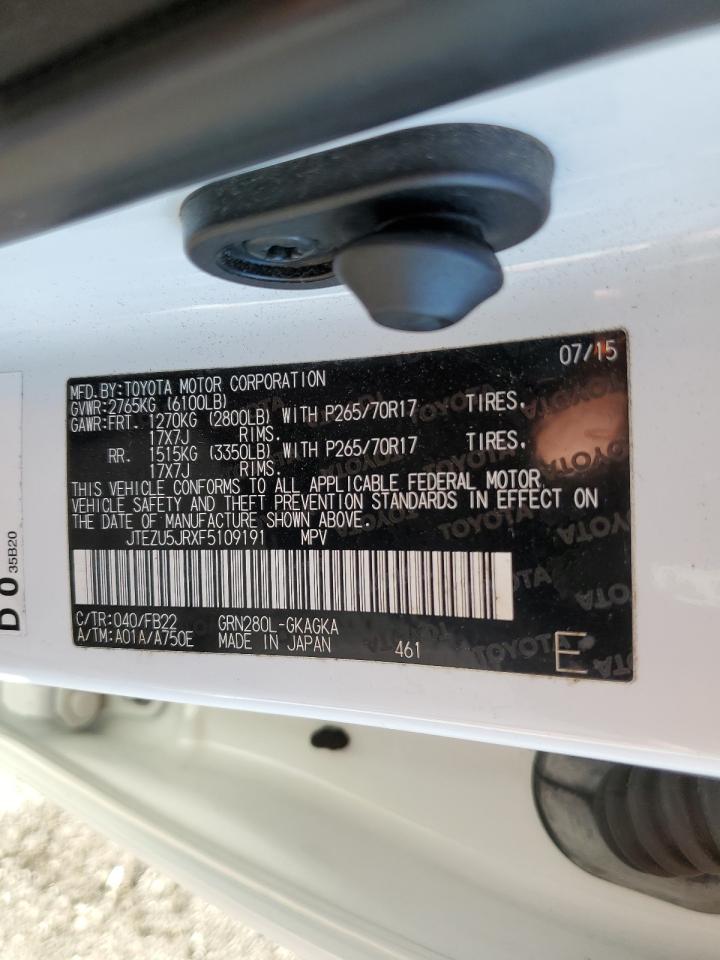 07/15
MFD.BY:TOYOTA MOTOR CORPORATION
GVWR:2765KG (6100LB)
GAWR:FRT. 1270KG (2800LB) WITH P265/70R17 TIRES.
17X7J RIMS.
RR. 1515KG (3350LB) WITH P265/70R17 TIRES.
17X7J RIMS.
THIS VEHICLE CONFORMS TO ALL APPLICABLE FEDERAL MOTOR
VEHICLE SAFETY AND THEFT PREVENTION STANDARDS IN EFFECT ON
THE DATE OF MANUFACTURE SHOWN ABOVE.
JTEZU5JRXF5109191 MPV
C/TR:040/FB22 GRN280L-GKAGKA
A/TM:A01A/A750E MADE IN JAPAN 461 E
D 0
35B20
TOYOTA